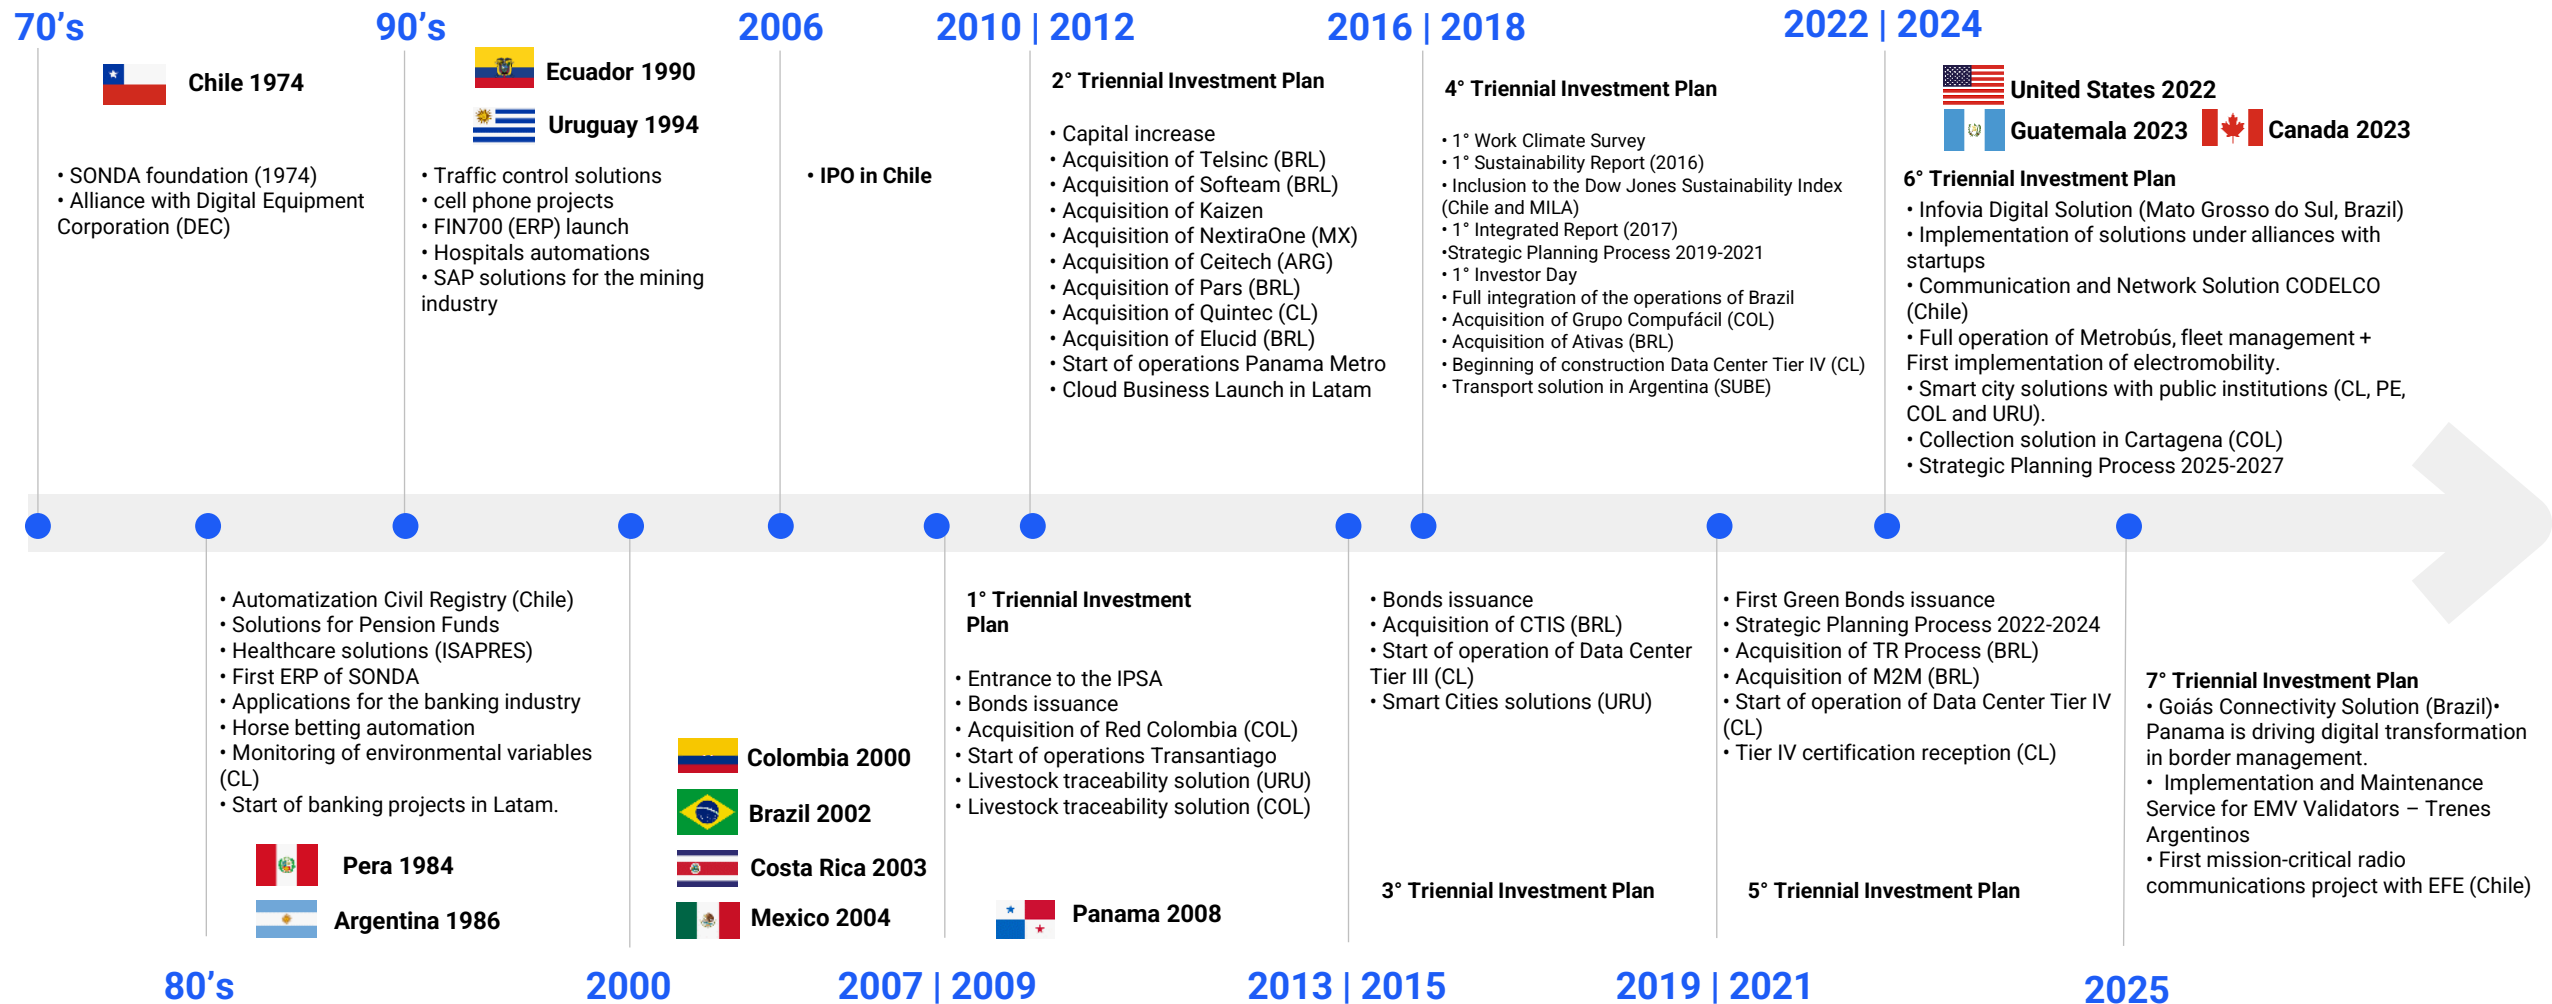 70’s
90’s
2006
2010 | 2012
2016 | 2018
2022 | 2024
Chile 1974
• SONDA foundation (1974)
• Alliance with Digital Equipment
Corporation (DEC)
Ecuador 1990
Uruguay 1994
• Traffic control solutions
• cell phone projects
• FIN700 (ERP) launch
• Hospitals automations
• SAP solutions for the mining
industry
• IPO in Chile
2° Triennial Investment Plan
• Capital increase
• Acquisition of Telsinc (BRL)
• Acquisition of Softeam (BRL)
• Acquisition of Kaizen
• Acquisition of NextiraOne (MX)
• Acquisition of Ceitech (ARG)
• Acquisition of Pars (BRL)
• Acquisition of Quintec (CL)
• Acquisition of Elucid (BRL)
• Start of operations Panama Metro
• Cloud Business Launch in Latam
4° Triennial Investment Plan
• 1° Work Climate Survey
• 1° Sustainability Report (2016)
• Inclusion to the Dow Jones Sustainability Index
(Chile and MILA)
• 1° Integrated Report (2017)
•Strategic Planning Process 2019-2021
• 1° Investor Day
• Full integration of the operations of Brazil
• Acquisition of Grupo Compufácil (COL)
• Acquisition of Ativas (BRL)
• Beginning of construction Data Center Tier IV (CL)
• Transport solution in Argentina (SUBE)
United States 2022
Guatemala 2023
Canada 2023
6° Triennial Investment Plan
• Infovia Digital Solution (Mato Grosso do Sul, Brazil)
• Implementation of solutions under alliances with
startups
• Communication and Network Solution CODELCO
(Chile)
• Full operation of Metrobús, fleet management +
First implementation of electromobility.
• Smart city solutions with public institutions (CL, PE,
COL and URU).
• Collection solution in Cartagena (COL)
• Strategic Planning Process 2025-2027
• Automatization Civil Registry (Chile)
• Solutions for Pension Funds
• Healthcare solutions (ISAPRES)
• First ERP of SONDA
• Applications for the banking industry
• Horse betting automation
• Monitoring of environmental variables
(CL)
• Start of banking projects in Latam.
Pera 1984
Argentina 1986
Colombia 2000
Brazil 2002
Costa Rica 2003
Mexico 2004
1° Triennial Investment
Plan
• Entrance to the IPSA
• Bonds issuance
• Acquisition of Red Colombia (COL)
• Start of operations Transantiago
• Livestock traceability solution (URU)
• Livestock traceability solution (COL)
Panama 2008
• Bonds issuance
• Acquisition of CTIS (BRL)
• Start of operation of Data Center
Tier III (CL)
• Smart Cities solutions (URU)
3° Triennial Investment Plan
• First Green Bonds issuance
• Strategic Planning Process 2022-2024
• Acquisition of TR Process (BRL)
• Acquisition of M2M (BRL)
• Start of operation of Data Center Tier IV
(CL)
• Tier IV certification reception (CL)
5° Triennial Investment Plan
7° Triennial Investment Plan
• Goiás Connectivity Solution (Brazil)•
Panama is driving digital transformation
in border management.
• Implementation and Maintenance
Service for EMV Validators – Trenes
Argentinos
• First mission-critical radio
communications project with EFE (Chile)
80’s
2000
2007 | 2009
2013 | 2015
2019 | 2021
2025